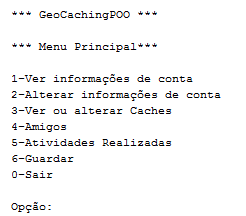 *** GeoCachingPOO ***
*** Menu Principal***
1-Ver informações de conta
2-Alterar informações de conta
3-Ver ou alterar Caches
4-Amigos
5-Atividades Realizadas
6-Guardar
0-Sair
Opção: